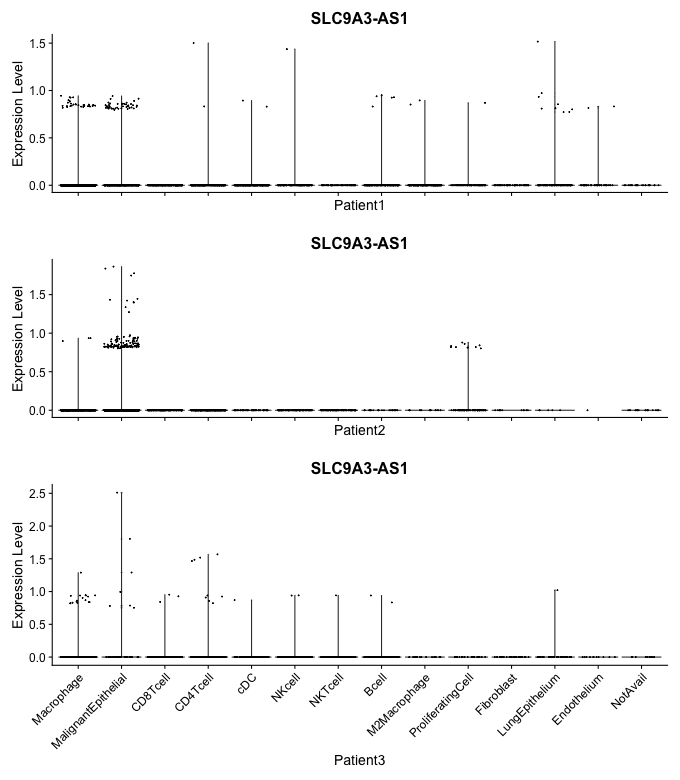 SLC9A3-AS1
Expression Level
1.5
1.0
0.5
0.0
Patient1
SLC9A3-AS1
Expression Level
1.5
1.0
0.5
0.0
Patient2
SLC9A3-AS1
Expression Level
2.5
2.0
1.5
1.0
0.5
0.0
Macrophage
MalignantEpithelial
CD8Tcell
CD4Tcell
cDC
NKcell
NKTcell
Bcell
M2Macrophage
ProliferatingCell
Fibroblast
LungEpithelium
Endothelium
NotAvail
Patient3